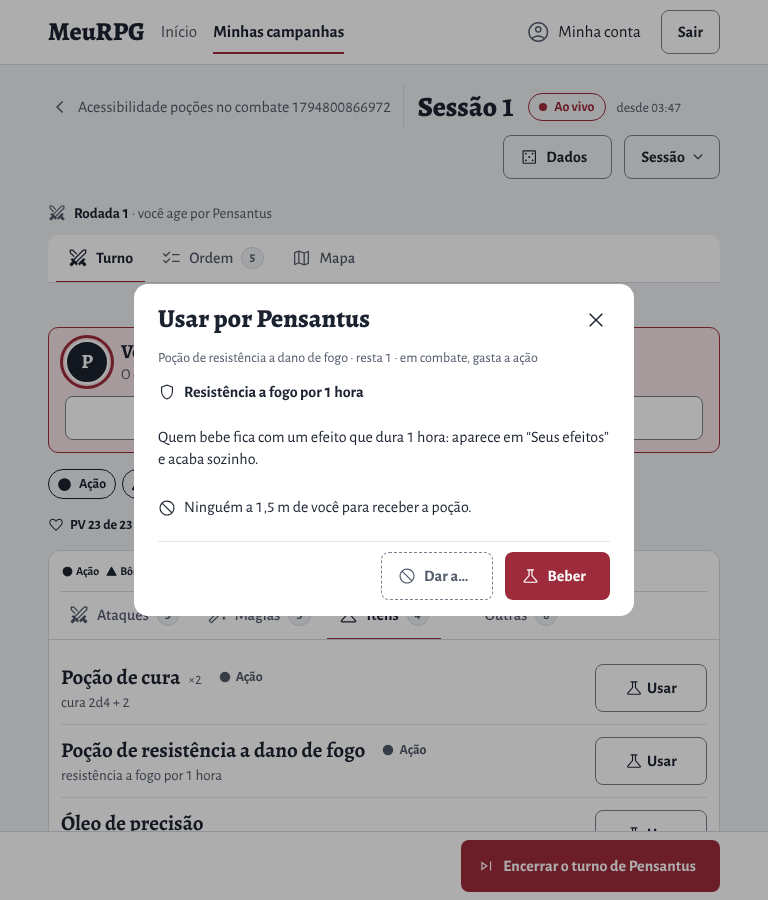 MeuRPG Início Minhas campanhas Minha conta Sair
Acessibilidade poções no combate 1794800866972 Sessão 1 Ao vivo desde 03:47
Dados Sessão
Rodada 1 · você age por Pensantus
Turno Ordem 5 Mapa
Usar por Pensantus
P
Poção de resistência a dano de fogo · resta 1 · em combate, gasta a ação
Resistência a fogo por 1 hora
Quem bebe fica com um efeito que dura 1 hora: aparece em “Seus efeitos”
e acaba sozinho.
Ação
Ninguém a 1,5 m de você para receber a poção.
PV 23 de 23
Ação
Dar a... Beber
Ataques Magias Itens Outras
Poção de cura ×2 Ação Usar
cura 2d4 + 2
Poção de resistência a dano de fogo Ação Usar
resistência a fogo por 1 hora
Óleo de precisão
Encerrar o turno de Pensantus